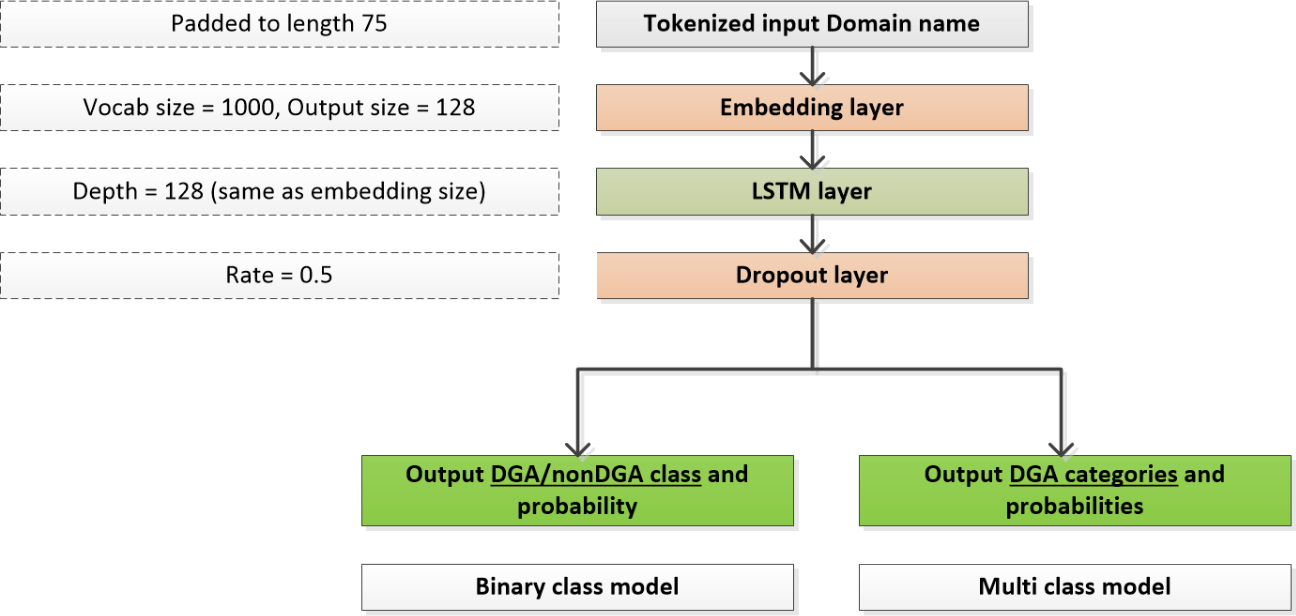 Padded to length 75
Tokenized input Domain name
Vocab size = 1000, Output size = 128
Embedding layer
Depth = 128 (same as embedding size)
LSTM layer
Rate = 0.5
Dropout layer
Output DGA/nonDGA class and
probability
Output DGA categories and
probabilities
Binary class model
Multi class model